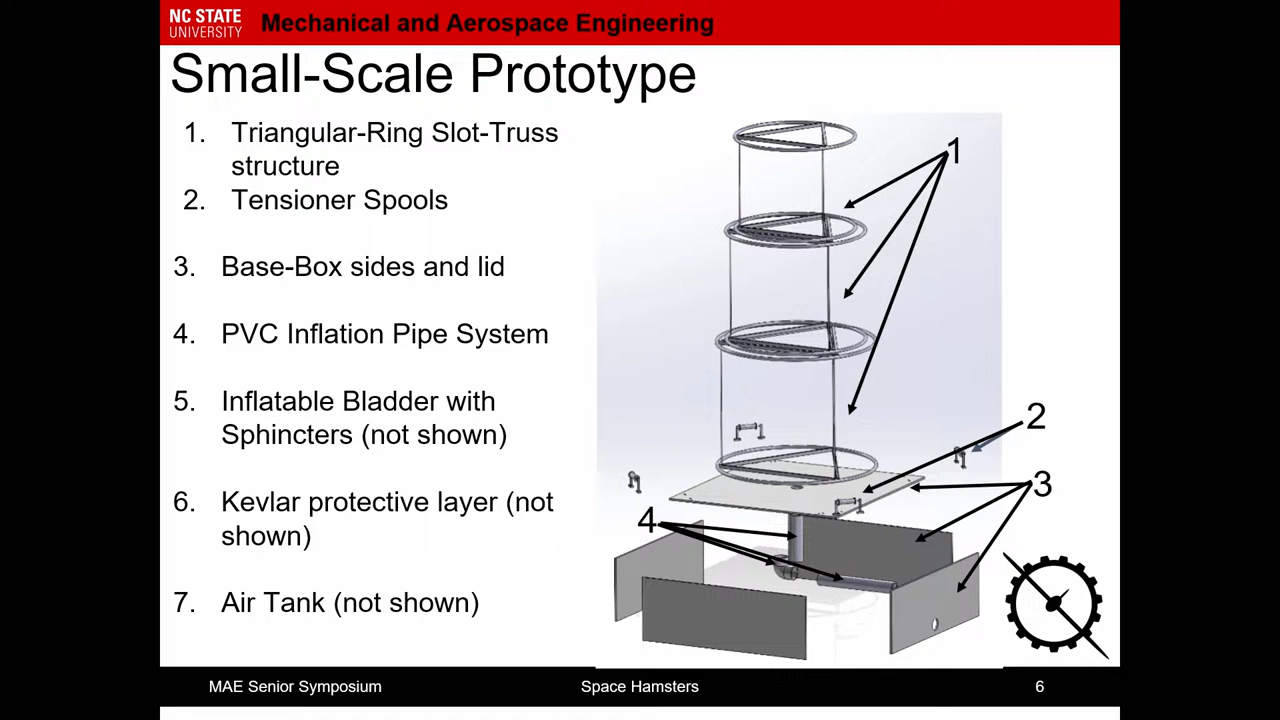 NC STATE
UNIVERSITY
Mechanical and Aerospace Engineering
Small-Scale Prototype
1. Triangular-Ring Slot-Truss
structure
2. Tensioner Spools
3. Base-Box sides and lid
4. PVC Inflation Pipe System
5. Inflatable Bladder with
Sphincters (not shown)
6. Kevlar protective layer (not
shown)
7. Air Tank (not shown)
1
2
3
4
MAE Senior Symposium
Space Hamsters
6